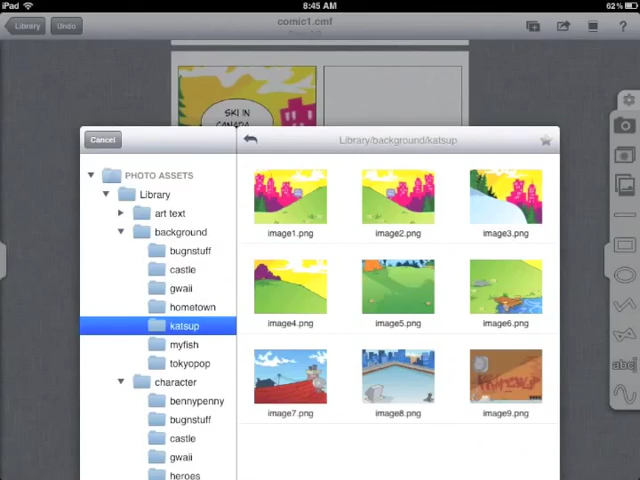 iPad 8:45 AM 62%
Library Undo comic1.cmf ?
SKI IN
CANADA
Cancel Library/background/katsup
PHOTO ASSETS
Library
art text
background
bugnstuff
castle
gwaii
hometown
katsup
myfish
tokyopop
character
bennypenny
bugnstuff
castle
gwaii
heroes
image1.png image2.png image3.png
image4.png image5.png image6.png
image7.png image8.png image9.png
abc